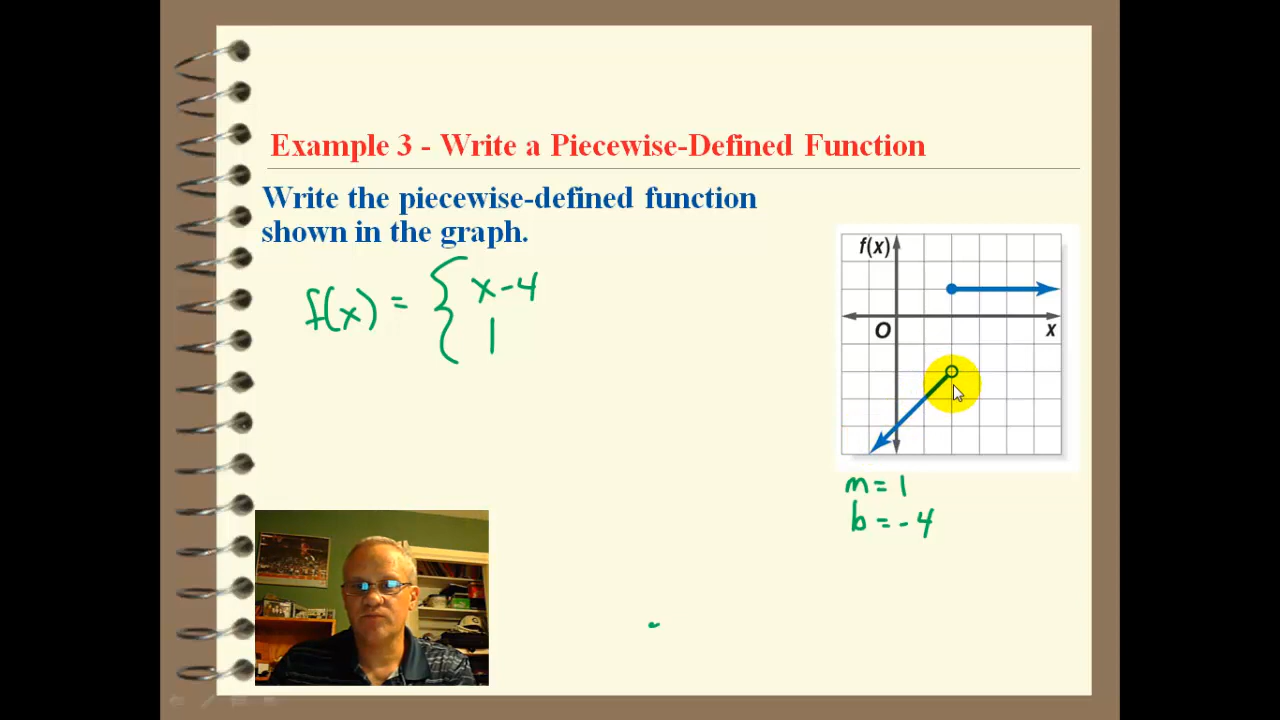 Example 3 - Write a Piecewise-Defined Function
Write the piecewise-defined function
shown in the graph.
f(x) = { x - 4
1
f(x)
O
x
m = 1
b = - 4